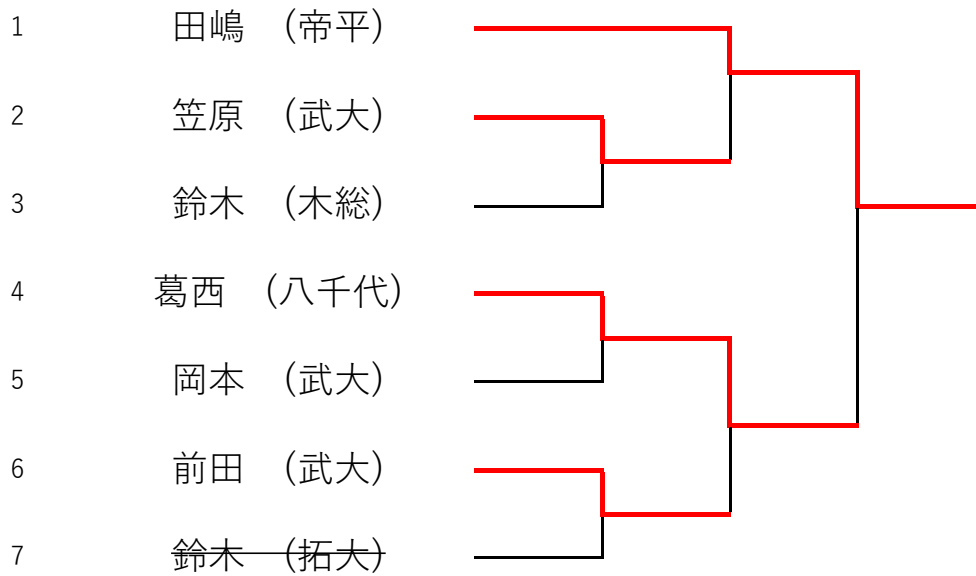 1 田嶋 (帝平)
2 笠原 (武大)
3 鈴木 (木総)
4 葛西 (八千代)
5 岡本 (武大)
6 前田 (武大)
7 鈴木 (拓大)